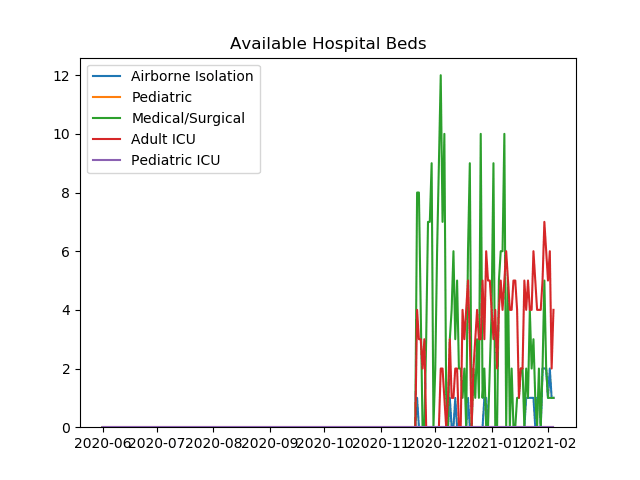 Available Hospital Beds
Airborne Isolation
Pediatric
Medical/Surgical
Adult ICU
Pediatric ICU
12
10
8
6
4
2
0
2020-06 2020-07 2020-08 2020-09 2020-10 2020-11 2020-12 2021-01 2021-02